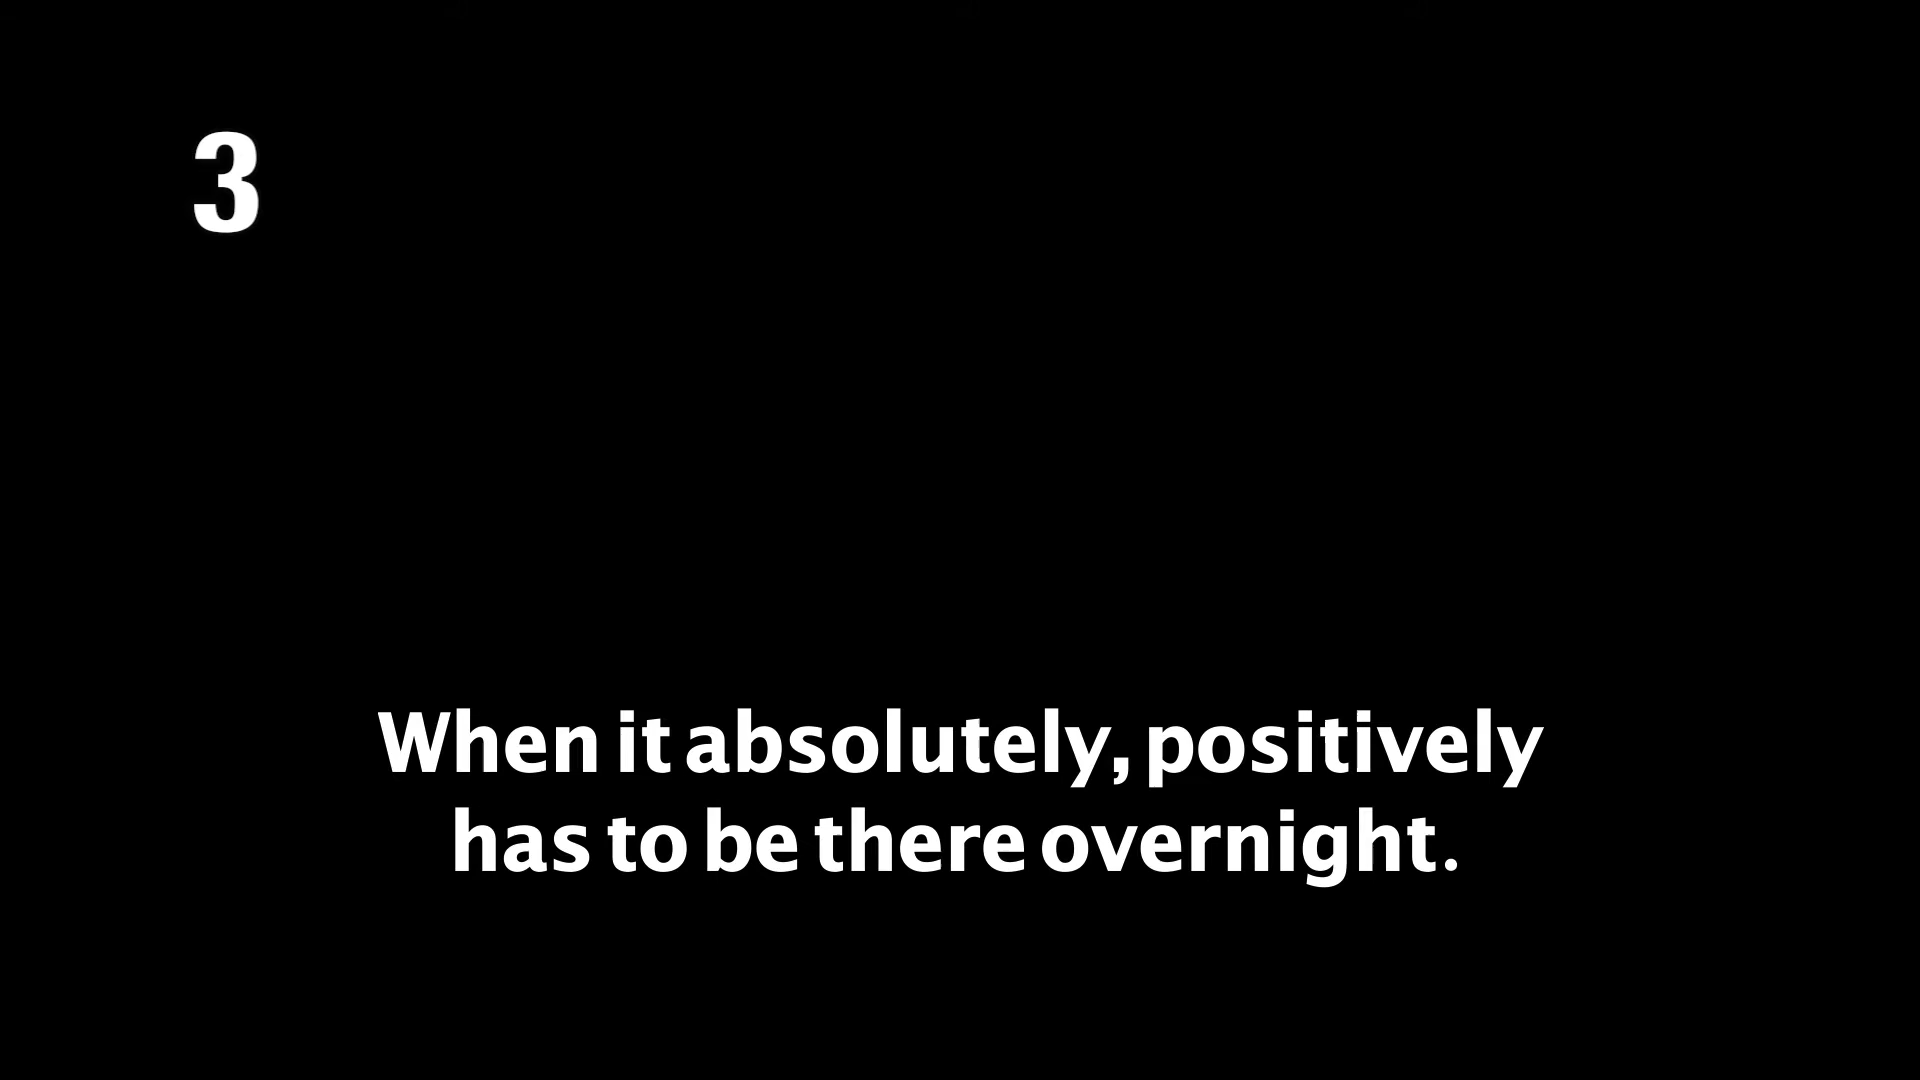 3
When it absolutely, positively
has to be there overnight.